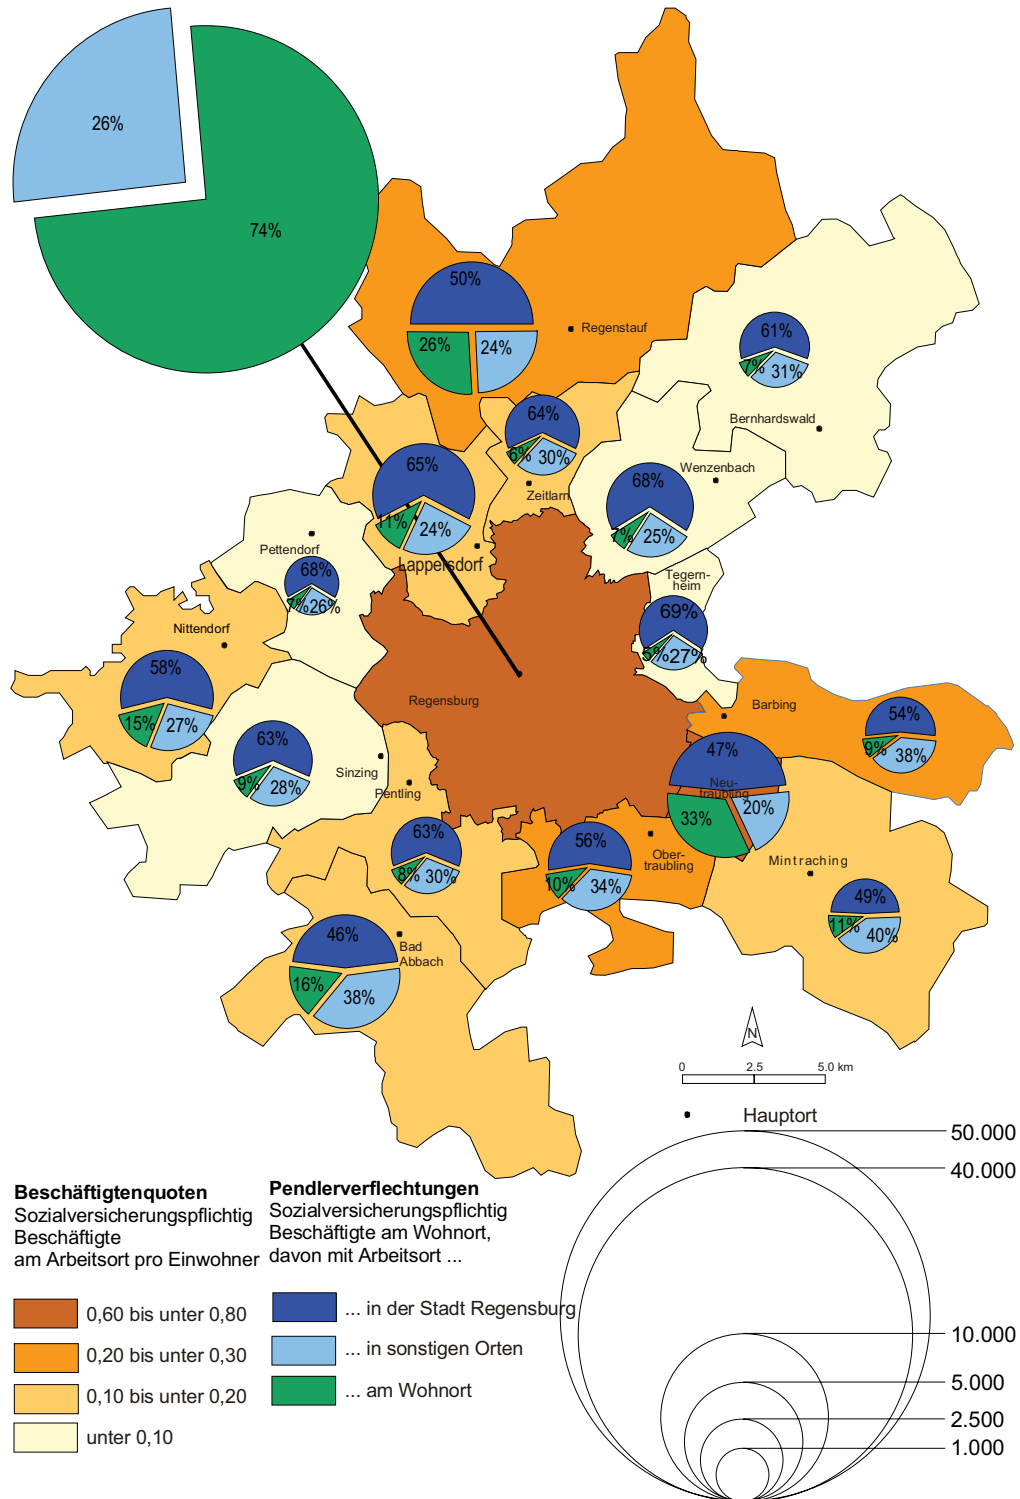 26%
74%
50%
26%
24%
Regenstauf
61%
7%
31%
Bernhardswald
64%
6%
30%
Zeitlarn
65%
11%
24%
Lappersdorf
68%
7%
25%
Wenzenbach
Pettendorf
68%
7%
26%
Tegern-
heim
69%
5%
27%
Nittendorf
58%
15%
27%
Regensburg
Barbing
54%
9%
38%
63%
9%
28%
Sinzing
Pentling
47%
Neu-
traubling
33%
20%
63%
8%
30%
56%
10%
34%
Ober-
traubling
Mintraching
49%
11%
40%
46%
16%
38%
Bad
Abbach
N
0 2.5 5.0 km
Hauptort
50.000
40.000
10.000
5.000
2.500
1.000
Beschäftigtenquoten
Sozialversicherungspflichtig
Beschäftigte
am Arbeitsort pro Einwohner
0,60 bis unter 0,80
0,20 bis unter 0,30
0,10 bis unter 0,20
unter 0,10
Pendlerverflechtungen
Sozialversicherungspflichtig
Beschäftigte am Wohnort,
davon mit Arbeitsort ...
... in der Stadt Regensburg
... in sonstigen Orten
... am Wohnort